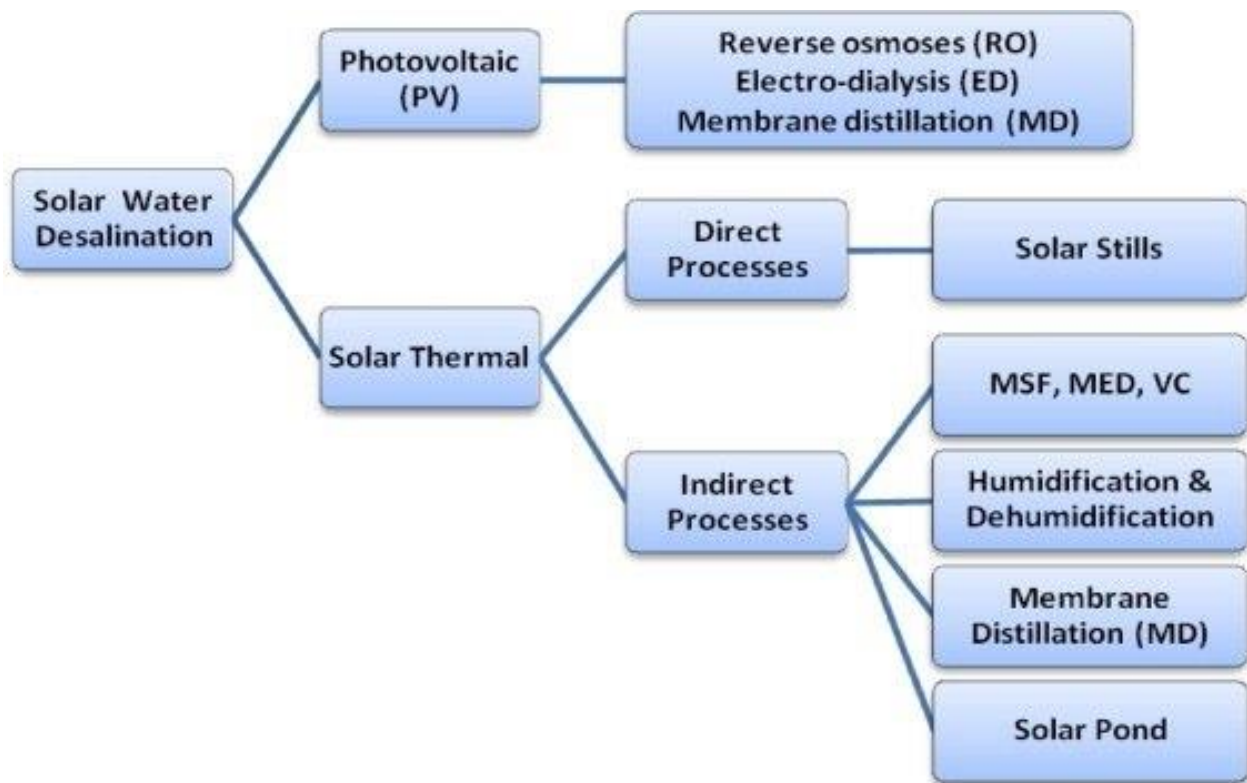 Photovoltaic
(PV)
Reverse osmoses (RO)
Electro-dialysis (ED)
Membrane distillation (MD)
Solar Water
Desalination
Direct
Processes
Solar Stills
Solar Thermal
MSF, MED, VC
Indirect
Processes
Humidification &
Dehumidification
Membrane
Distillation (MD)
Solar Pond